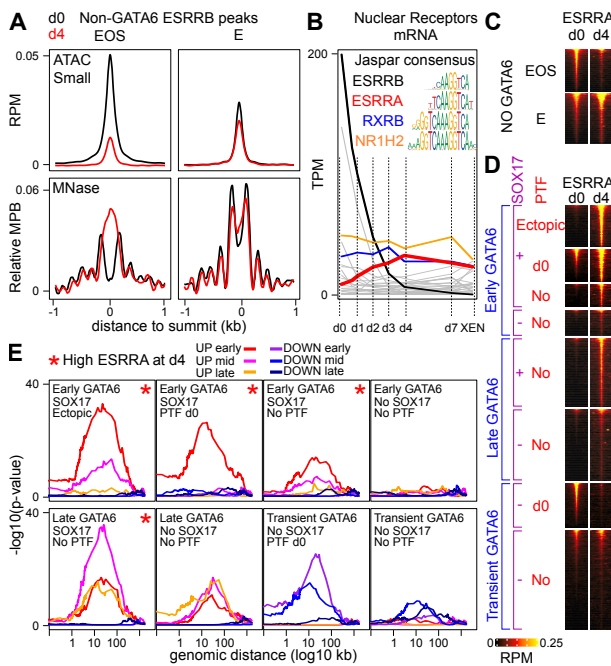 A
d0 Non-GATA6 ESRRB peaks
d4 EOS E
ATAC
Small
RPM
0.05
0
MNase
Relative MPB
0.06
0
-1 0 1 -1 0 1
distance to summit (kb)
B
Nuclear Receptors
mRNA
200
TPM
0
Jaspar consensus
ESRRB
ESRRA
RXRB
NR1H2
d0 d1 d2 d3 d4 d7 XEN
C
ESRRA
d0 d4
NO GATA6
EOS
E
D
SOX17
PTF
ESRRA
d0 d4
Early GATA6
+
Ectopic
d0
No
-
No
Late GATA6
+
No
-
No
Transient GATA6
-
d0
-
No
0 0.25
RPM
E
* High ESRRA at d4
UP early DOWN early
UP mid DOWN mid
UP late DOWN late
-log10(p-value)
40
0
Early GATA6
SOX17
Ectopic
*
Early GATA6
SOX17
PTF d0
*
Early GATA6
SOX17
No PTF
*
Early GATA6
No SOX17
No PTF
40
0
Late GATA6
SOX17
No PTF
*
Late GATA6
No SOX17
No PTF
Transient GATA6
No SOX17
PTF d0
Transient GATA6
No SOX17
No PTF
1 10 100 1 10 100 1 10 100 1 10 100
genomic distance (log10 kb)